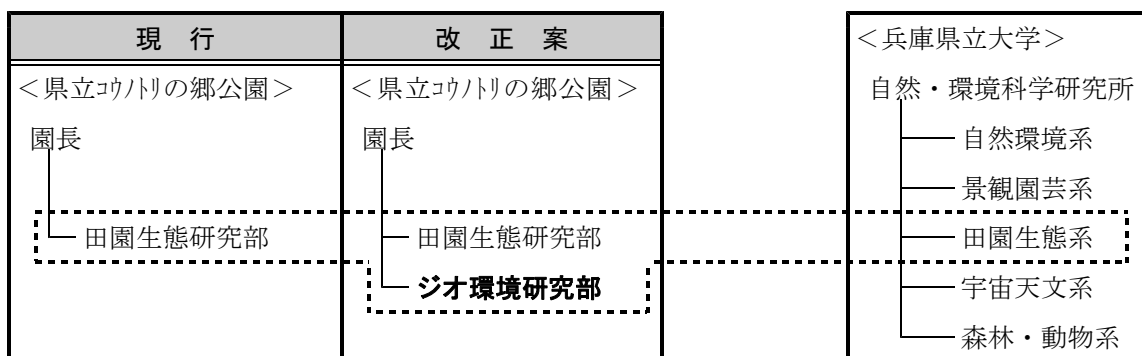 現　行
改　正　案
＜県立ｺｳﾉﾄﾘの郷公園＞
園長
田園生態研究部
＜県立ｺｳﾉﾄﾘの郷公園＞
園長
田園生態研究部
ジオ環境研究部
＜兵庫県立大学＞
自然・環境科学研究所
自然環境系
景観園芸系
田園生態系
宇宙天文系
森林・動物系